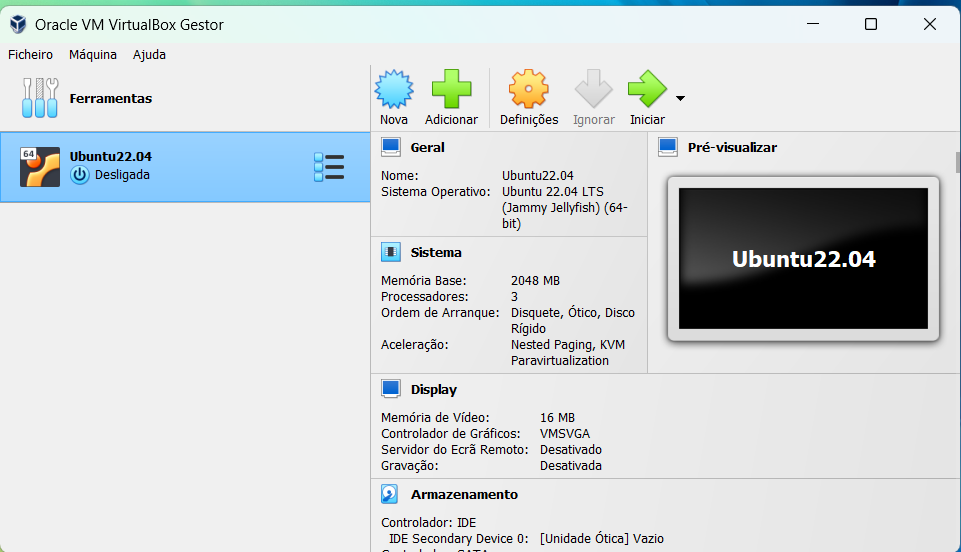 Oracle VM VirtualBox Gestor
Ficheiro Máquina Ajuda
Ferramentas
Nova Adicionar Definições Ignorar Iniciar
64
Ubuntu22.04
Desligada
Geral
Nome: Ubuntu22.04
Sistema Operativo: Ubuntu 22.04 LTS
(Jammy Jellyfish) (64-
bit)
Pré-visualizar
Ubuntu22.04
Sistema
Memória Base: 2048 MB
Processadores: 3
Ordem de Arranque: Disquete, Ótico, Disco
Rígido
Aceleração: Nested Paging, KVM
Paravirtualization
Display
Memória de Vídeo: 16 MB
Controlador de Gráficos: VMSVGA
Servidor do Ecrã Remoto: Desativado
Gravação: Desativada
Armazenamento
Controlador: IDE
IDE Secondary Device 0: [Unidade Ótica] Vazio